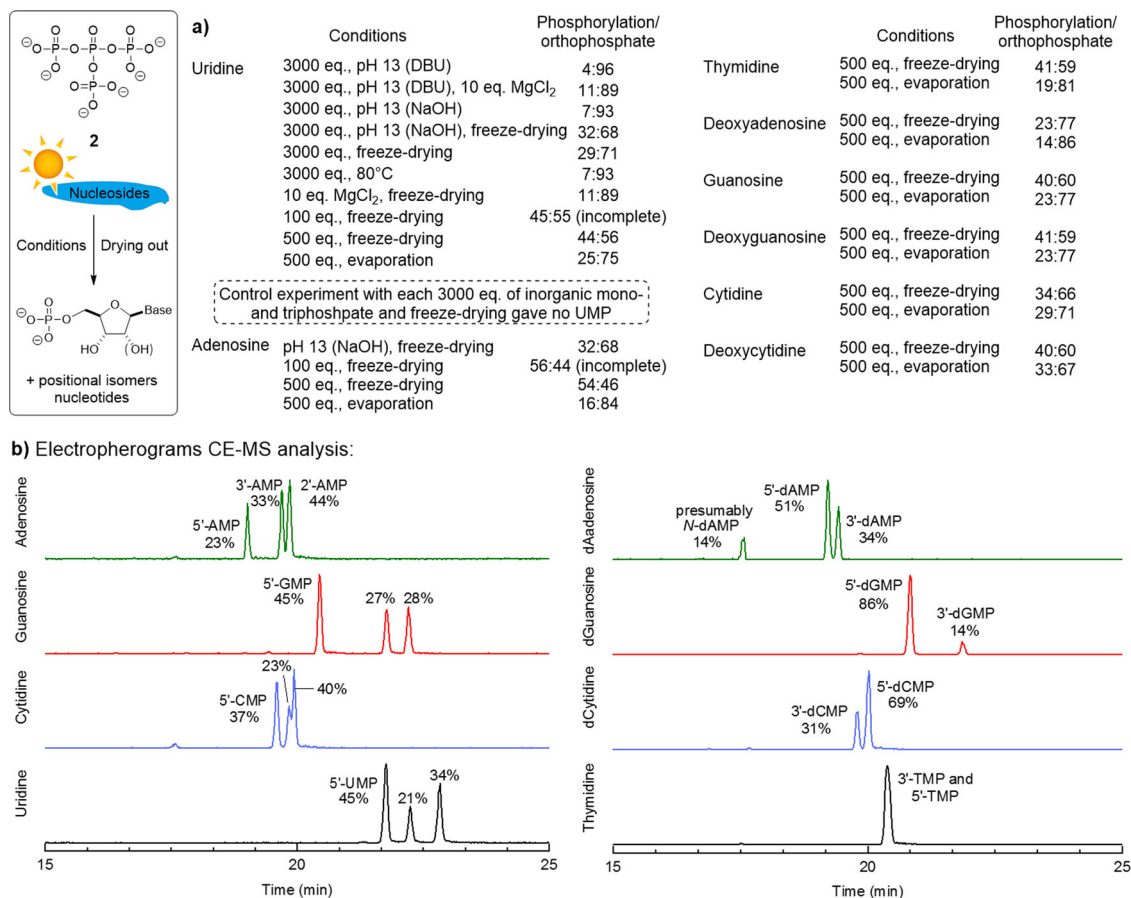 a)
Conditions
Phosphorylation/
orthophosphate
Uridine
3000 eq., pH 13 (DBU) 4:96
3000 eq., pH 13 (DBU), 10 eq. MgCl₂ 11:89
3000 eq., pH 13 (NaOH) 7:93
3000 eq., pH 13 (NaOH), freeze-drying 32:68
3000 eq., freeze-drying 29:71
3000 eq., 80°C 7:93
10 eq. MgCl₂, freeze-drying 11:89
100 eq., freeze-drying 45:55 (incomplete)
500 eq., freeze-drying 44:56
500 eq., evaporation 25:75
Control experiment with each 3000 eq. of inorganic mono-
and triphoshpate and freeze-drying gave no UMP
Adenosine
pH 13 (NaOH), freeze-drying 32:68
100 eq., freeze-drying 56:44 (incomplete)
500 eq., freeze-drying 54:46
500 eq., evaporation 16:84
Conditions
Phosphorylation/
orthophosphate
Thymidine
500 eq., freeze-drying 41:59
500 eq., evaporation 19:81
Deoxyadenosine
500 eq., freeze-drying 23:77
500 eq., evaporation 14:86
Guanosine
500 eq., freeze-drying 40:60
500 eq., evaporation 23:77
Deoxyguanosine
500 eq., freeze-drying 41:59
500 eq., evaporation 23:77
Cytidine
500 eq., freeze-drying 34:66
500 eq., evaporation 29:71
Deoxycytidine
500 eq., freeze-drying 40:60
500 eq., evaporation 33:67
O O O
⊖O P O P O P O⊖
O⊖ O O⊖
⊖O P O⊖
O
2
Nucleosides
Conditions Drying out
O
⊖O P O O Base
O⊖
HO (OH)
+ positional isomers
nucleotides
b) Electropherograms CE-MS analysis:
Adenosine
5'-AMP
23%
3'-AMP
33%
2'-AMP
44%
Guanosine
5'-GMP
45%
27%
28%
Cytidine
5'-CMP
37%
23%
40%
Uridine
5'-UMP
45%
21%
34%
15 20 25
Time (min)
dAadenosine
presumably
N-dAMP
14%
5'-dAMP
51%
3'-dAMP
34%
dGuanosine
5'-dGMP
86%
3'-dGMP
14%
dCytidine
3'-dCMP
31%
5'-dCMP
69%
Thymidine
3'-TMP and
5'-TMP
15 20 25
Time (min)